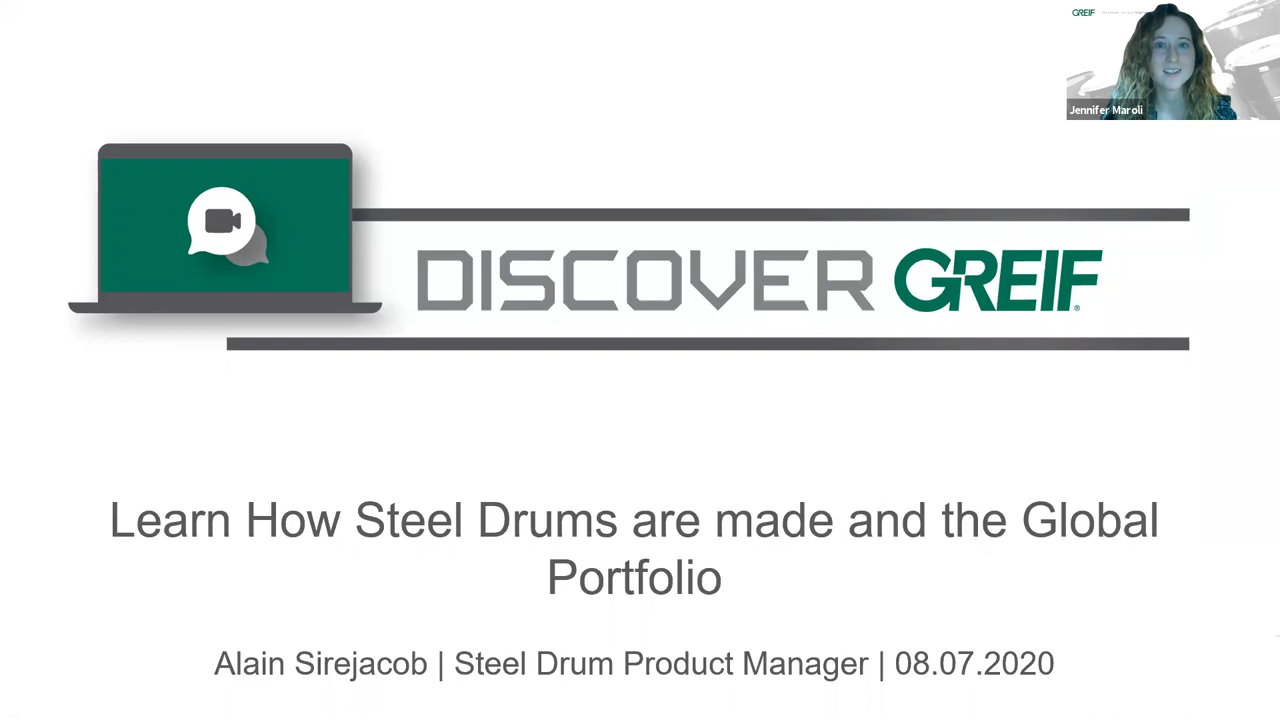 GREIF
Jennifer Maroli
DISCOVER GREIF®
Learn How Steel Drums are made and the Global
Portfolio
Alain Sirejacob | Steel Drum Product Manager | 08.07.2020